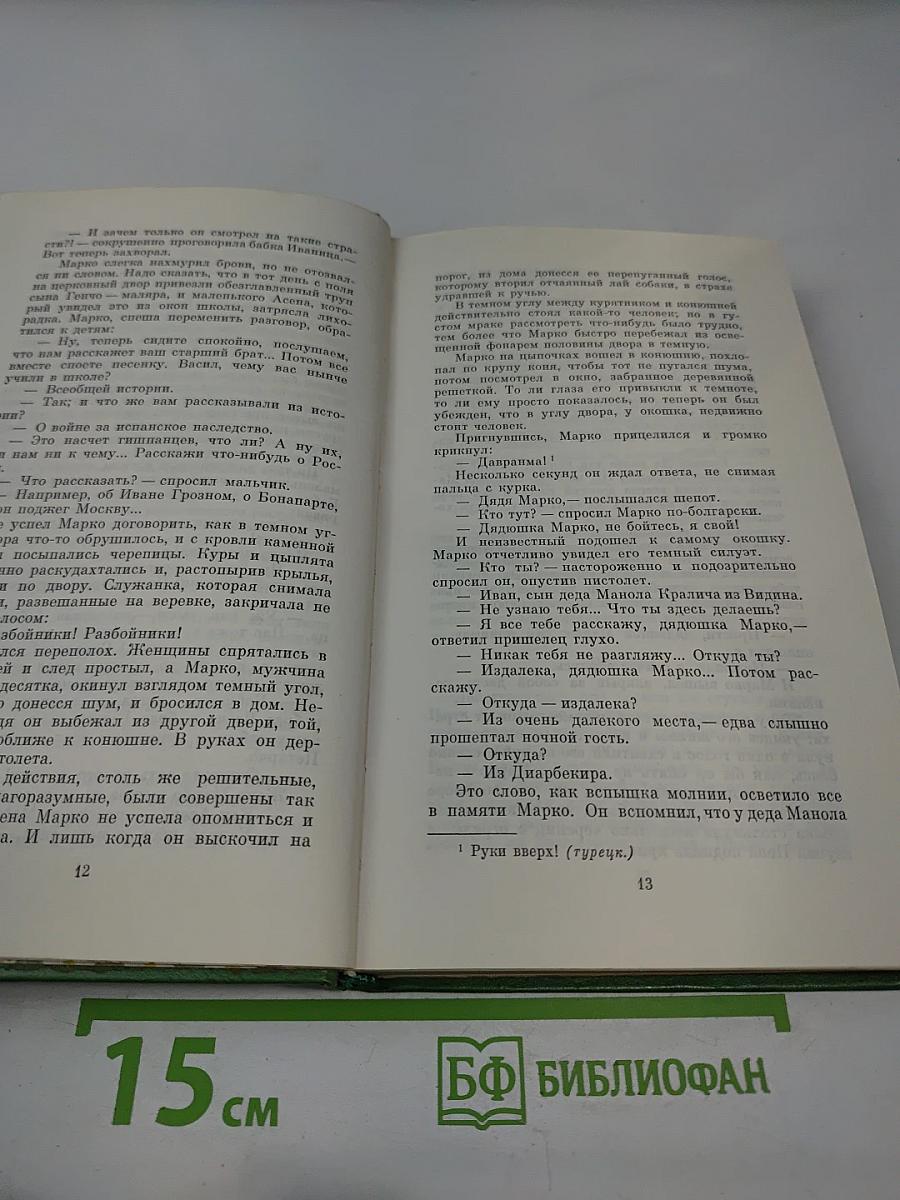 — И зачем только он смотрел на такие стра-
сти?! — сокрушенно проговорила бабка Иваница.—
Вот теперь захворал.
Марко слегка нахмурил брови, но не отозвал-
ся ни словом. Надо сказать, что в тот день с поля
на церковный двор привезли обезглавленный труп
сына Генчо — маляра, и маленького Асена, кото-
рый увидел это из окон школы, затрясла лихо-
радка. Марко, спеша переменить разговор, обра-
тился к детям:
— Ну, теперь сидите спокойно, послушаем,
что нам расскажет ваш старший брат... Потом все
вместе споете песенку. Васил, чему вас нынче
учили в школе?
— Всеобщей истории.
— Так; и что же вам рассказывали из исто-
рии?
— О войне за испанское наследство.
— Это насчет гишпанцев, что ли? А ну их,
и нам ни к чему... Расскажи что-нибудь о Рос-
— Что рассказать? — спросил мальчик.
— Например, об Иване Грозном, о Бонапарте,
он поджег Москву...
е успел Марко договорить, как в темном уг-
ора что-то обрушилось, и с кровли каменной
посыпались черепицы. Куры и цыплята
нно раскудахтались и, растопырив крылья,
и по двору. Служанка, которая снимала
и, развешанные на веревке, закричала не
лосом:
збойники! Разбойники!
лся переполох. Женщины спрятались в
ей и след простыл, а Марко, мужчина
десятка, окинул взглядом темный угол,
о донесся шум, и бросился в дом. Не-
дя он выбежал из другой двери, той,
ближе к конюшне. В руках он дер-
толета.
действия, столь же решительные,
агоразумные, были совершены так
ена Марко не успела опомниться и
а. И лишь когда он выскочил на
12
порог, из дома донесся ее перепуганный голос,
которому вторил отчаянный лай собаки, в страхе
удравшей к ручью.
В темном углу между курятником и конюшней
действительно стоял какой-то человек; но в гу-
стом мраке рассмотреть что-нибудь было трудно,
тем более что Марко быстро перебежал из осве-
щенной фонарем половины двора в темную.
Марко на цыпочках вошел в конюшню, похло-
пал по крупу коня, чтобы тот не пугался шума,
потом посмотрел в окно, забранное деревянной
решеткой. То ли глаза его привыкли к темноте,
то ли ему просто показалось, но теперь он был
убежден, что в углу двора, у окошка, недвижно
стоит человек.
Пригнувшись, Марко прицелился и громко
крикнул:
— Давранма! ¹
Несколько секунд он ждал ответа, не снимая
пальца с курка.
— Дядя Марко,— послышался шепот.
— Кто тут? — спросил Марко по-болгарски.
— Дядюшка Марко, не бойтесь, я свой!
И неизвестный подошел к самому окошку.
Марко отчетливо увидел его темный силуэт.
— Кто ты? — настороженно и подозрительно
спросил он, опустив пистолет.
— Иван, сын деда Манола Кралича из Видина.
— Не узнаю тебя... Что ты здесь делаешь?
— Я все тебе расскажу, дядюшка Марко,—
ответил пришелец глухо.
— Никак тебя не разгляжу... Откуда ты?
— Издалека, дядюшка Марко... Потом рас-
скажу.
— Откуда — издалека?
— Из очень далекого места,— едва слышно
прошептал ночной гость.
— Откуда?
— Из Диарбекира.
Это слово, как вспышка молнии, осветило все
в памяти Марко. Он вспомнил, что у деда Манола
¹ Руки вверх! (турецк.)
13
15 см
БФ БИБЛИОФАН